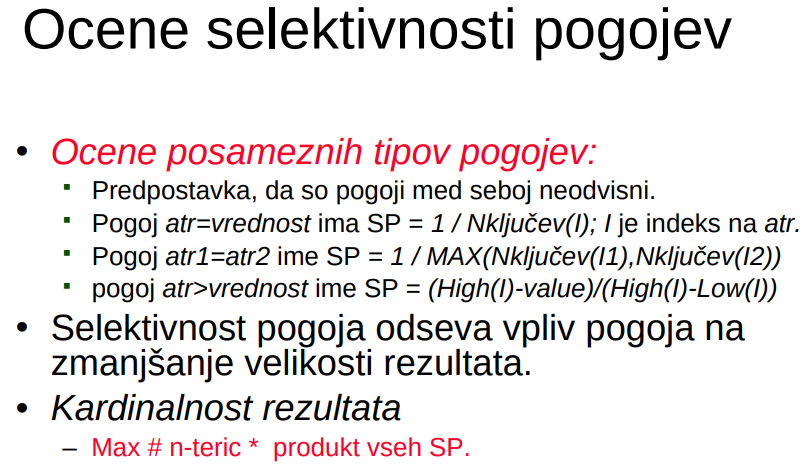 Ocene selektivnosti pogojev
• Ocene posameznih tipov pogojev:
▪ Predpostavka, da so pogoji med seboj neodvisni.
▪ Pogoj atr=vrednost ima SP = 1 / Nključev(I); I je indeks na atr.
▪ Pogoj atr1=atr2 ime SP = 1 / MAX(Nključev(I1),Nključev(I2))
▪ pogoj atr>vrednost ime SP = (High(I)-value)/(High(I)-Low(I))
• Selektivnost pogoja odseva vpliv pogoja na
zmanjšanje velikosti rezultata.
• Kardinalnost rezultata
– Max # n-teric * produkt vseh SP.